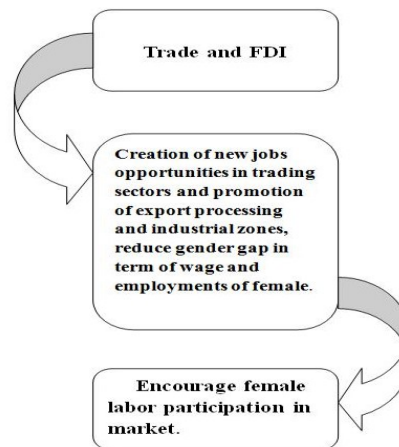 Trade and FDI
Creation of new jobs
opportunities in trading
sectors and promotion
of export processing
and industrial zones,
reduce gender gap in
term of wage and
employments of female.
Encourage female
labor participation in
market.